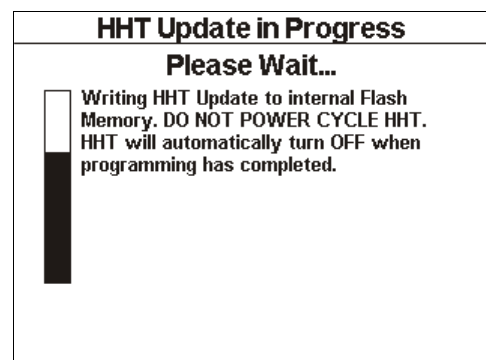 HHT Update in Progress
Please Wait...
Writing HHT Update to internal Flash
Memory. DO NOT POWER CYCLE HHT.
HHT will automatically turn OFF when
programming has completed.